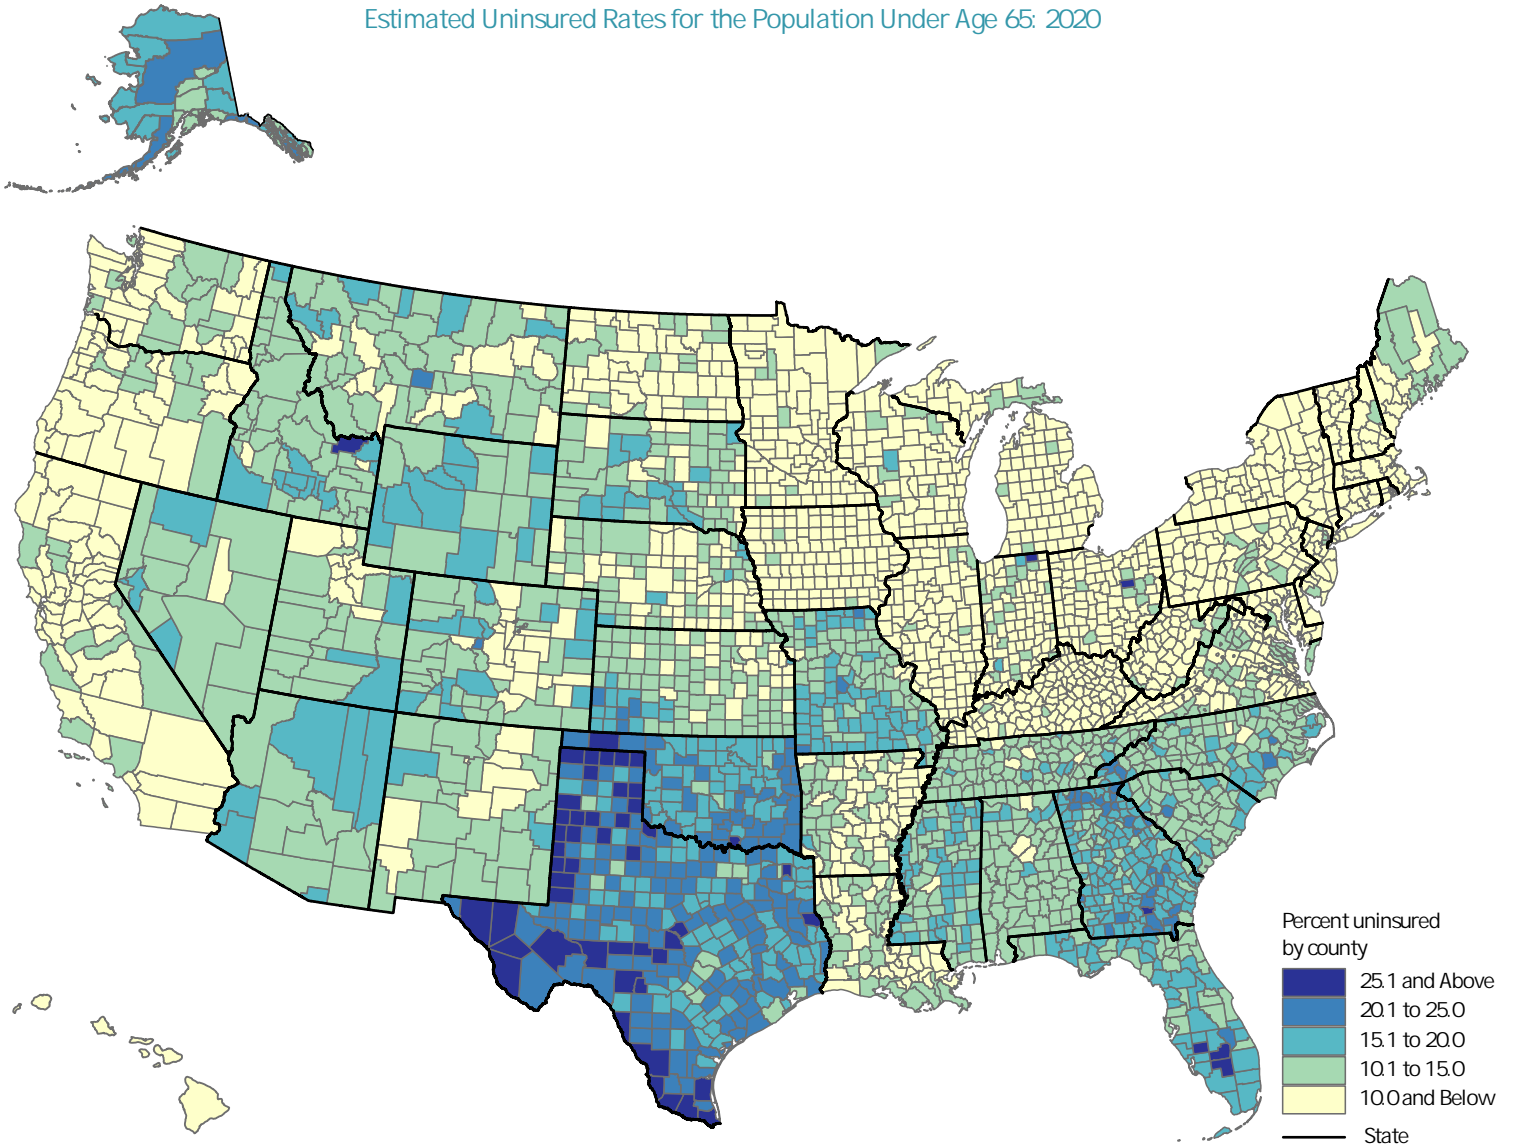 Estimated Uninsured Rates for the Population Under Age 65: 2020
Percent uninsured
by county
25.1 and Above
20.1 to 25.0
15.1 to 20.0
10.1 to 15.0
10.0 and Below
State